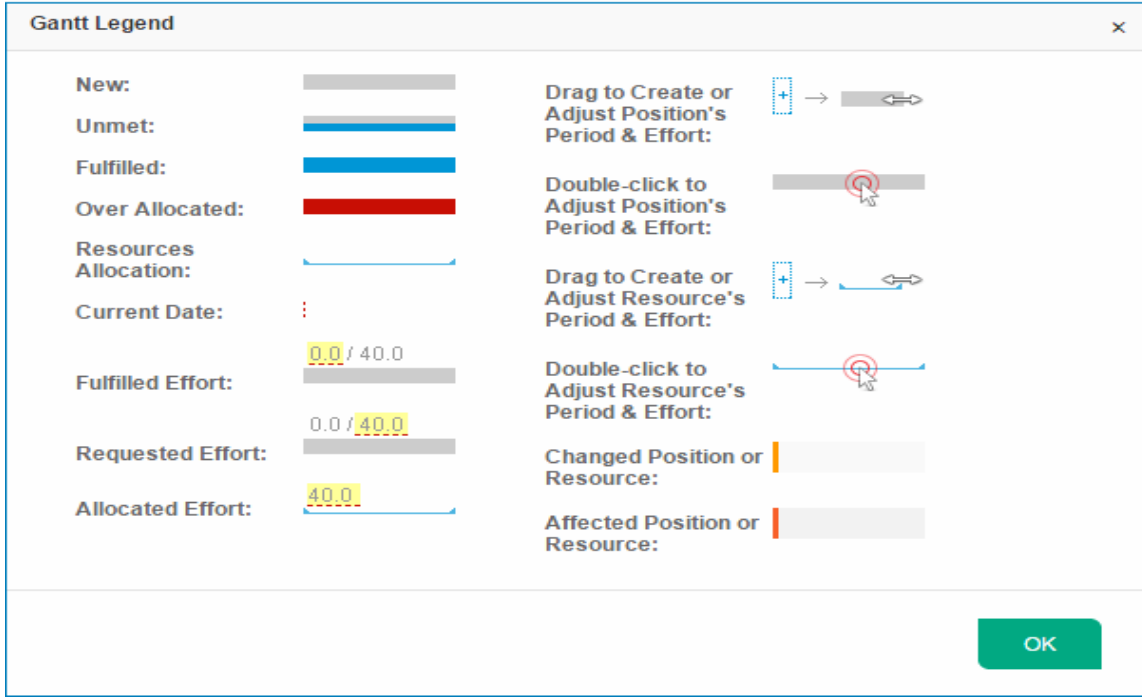 Gantt Legend
×
New:
Unmet:
Fulfilled:
Over Allocated:
Resources
Allocation:
Current Date:
0.0 / 40.0
Fulfilled Effort:
0.0 / 40.0
Requested Effort:
40.0
Allocated Effort:
Drag to Create or
Adjust Position's
Period & Effort:
Double-click to
Adjust Position's
Period & Effort:
Drag to Create or
Adjust Resource's
Period & Effort:
Double-click to
Adjust Resource's
Period & Effort:
Changed Position or
Resource:
Affected Position or
Resource:
OK